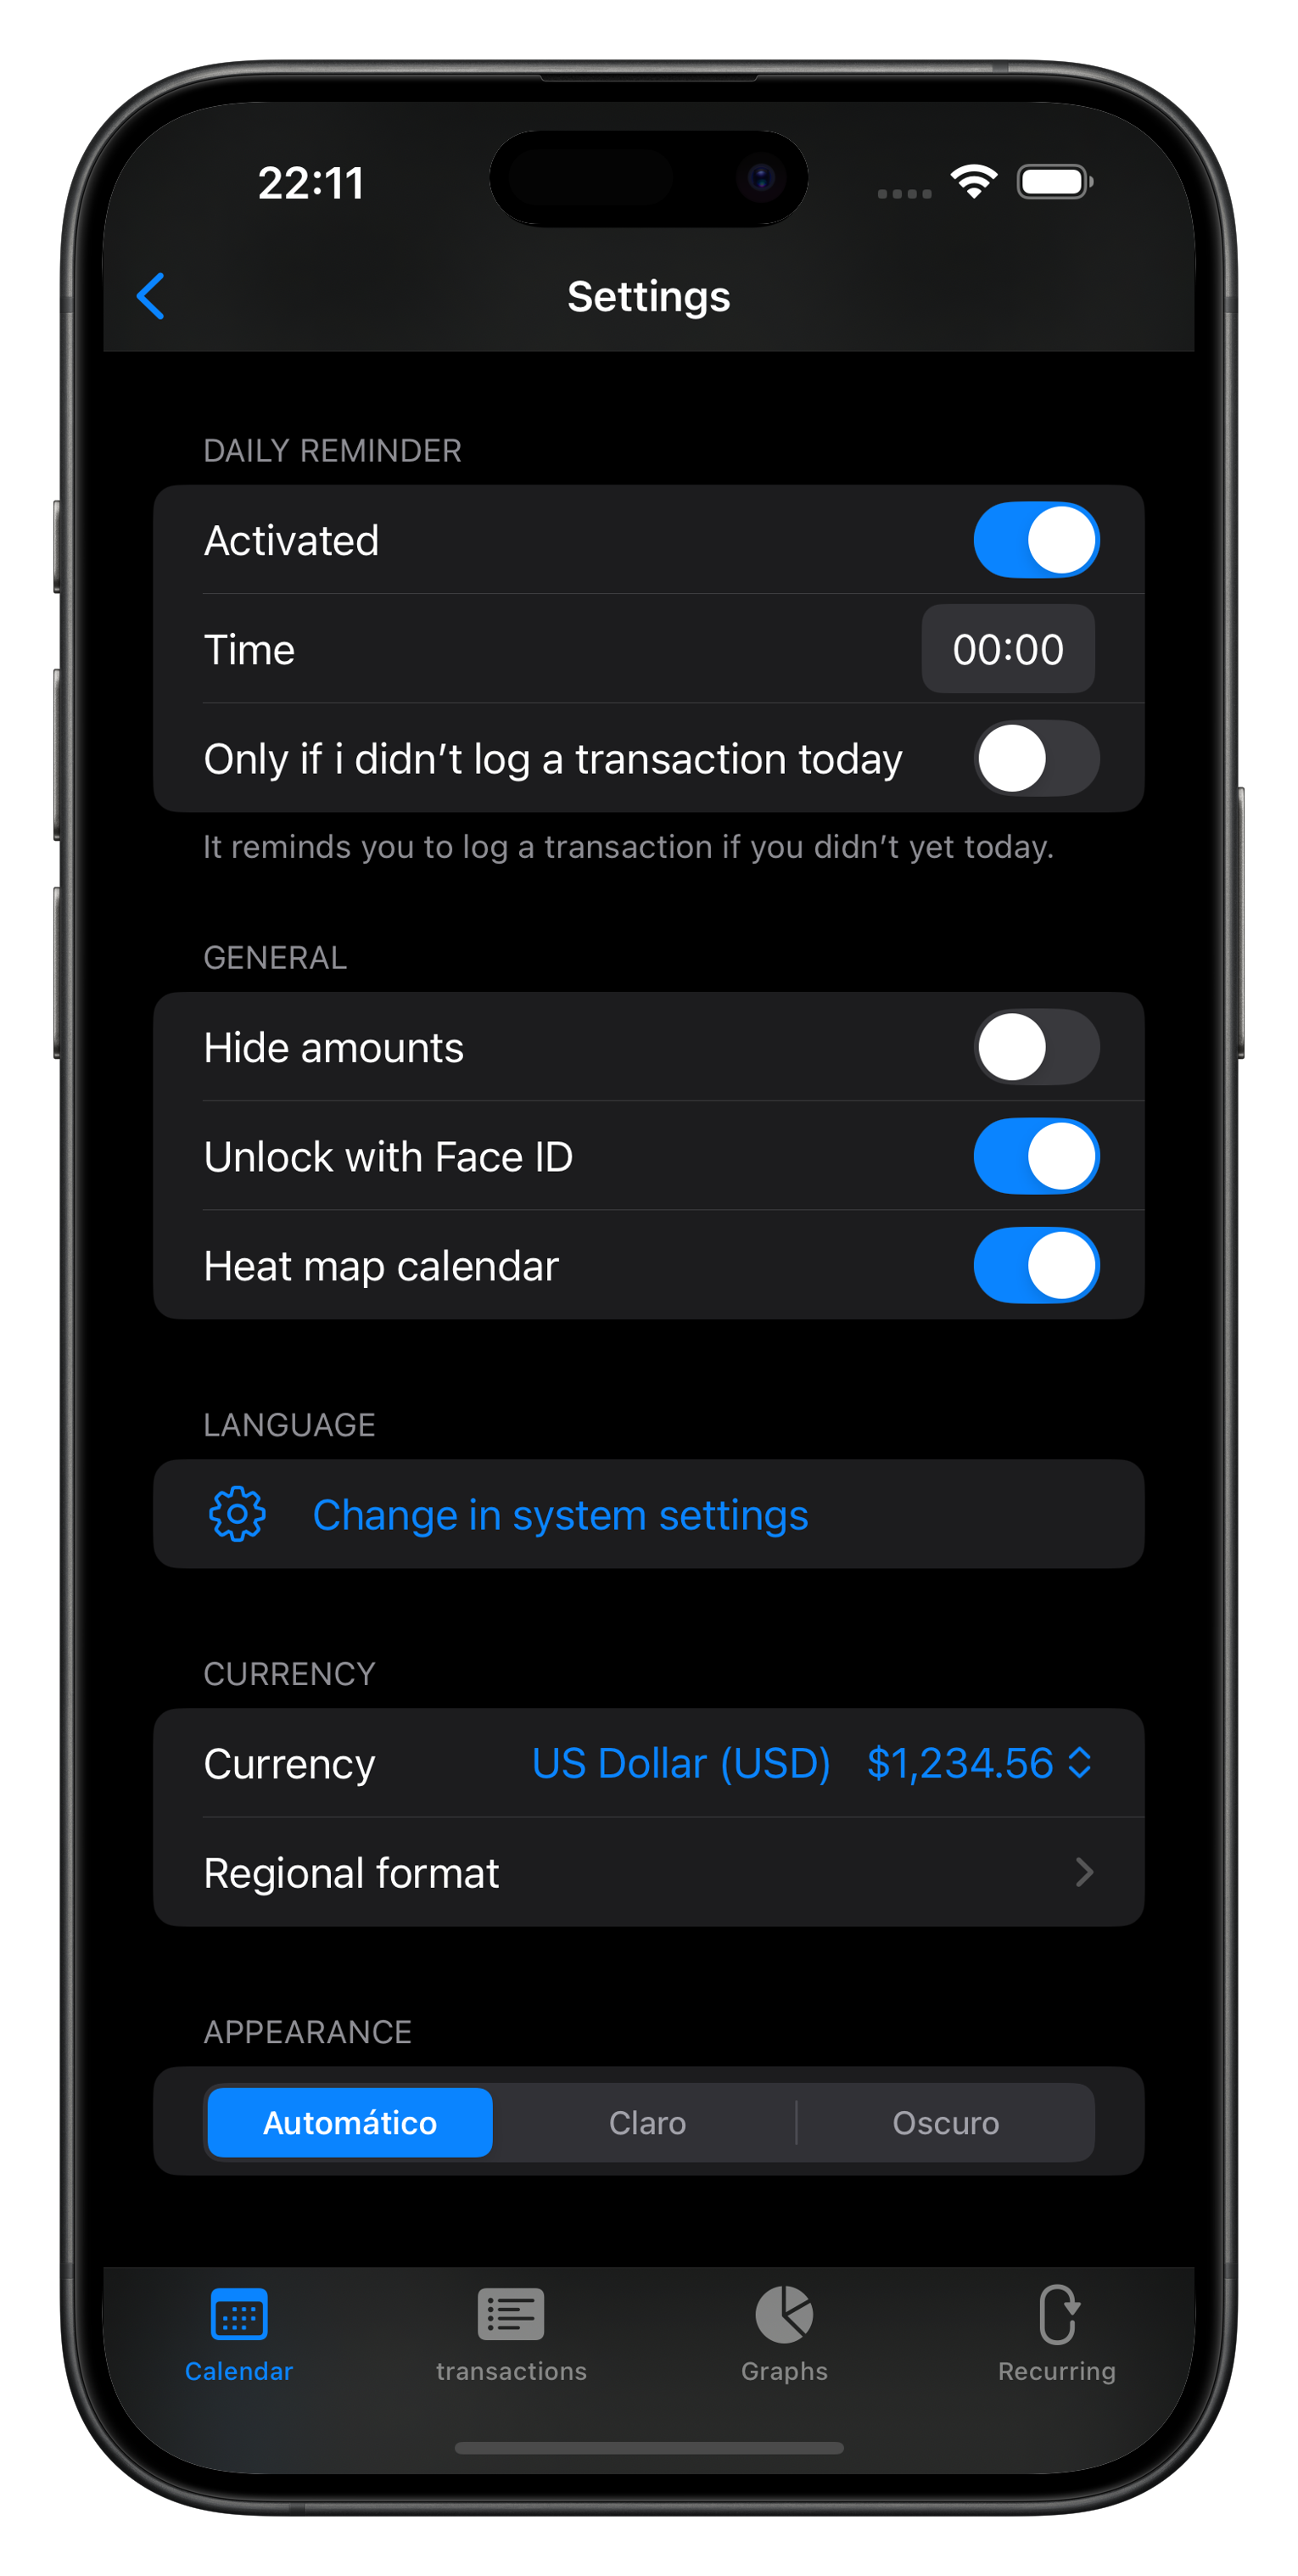 22:11
Settings
DAILY REMINDER
Activated
Time 00:00
Only if i didn’t log a transaction today
It reminds you to log a transaction if you didn’t yet today.
GENERAL
Hide amounts
Unlock with Face ID
Heat map calendar
LANGUAGE
Change in system settings
CURRENCY
Currency US Dollar (USD) $1,234.56
Regional format
APPEARANCE
Automático Claro Oscuro
Calendar transactions Graphs Recurring